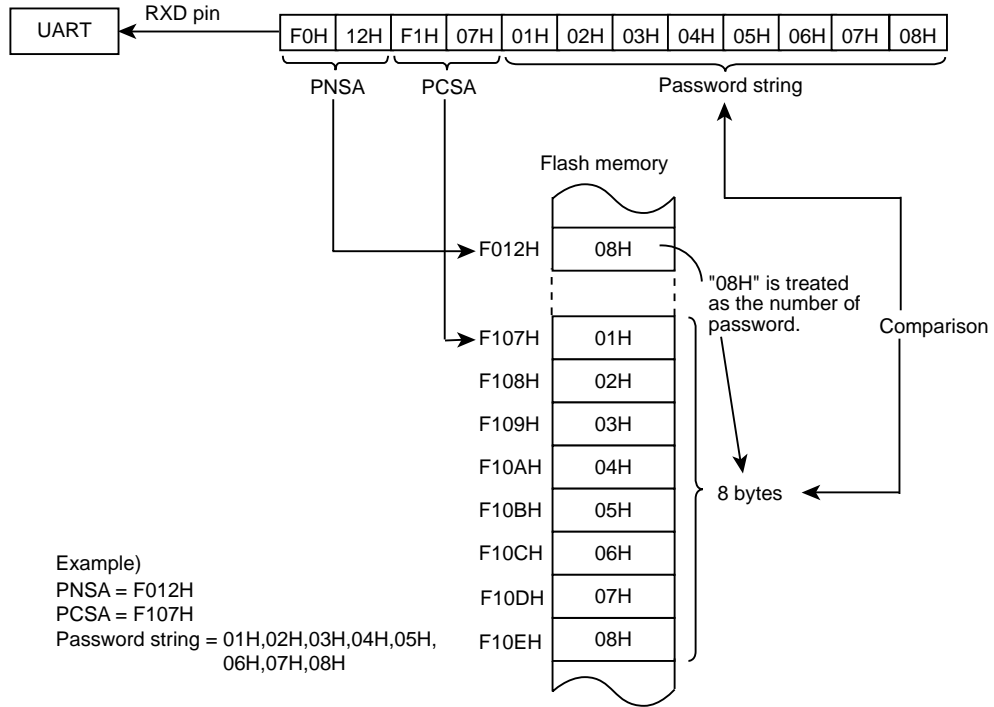 RXD pin
UART
F0H 12H F1H 07H 01H 02H 03H 04H 05H 06H 07H 08H
PNSA PCSA Password string
Flash memory
F012H 08H
"08H" is treated
as the number of
password.
Comparison
F107H 01H
F108H 02H
F109H 03H
F10AH 04H
F10BH 05H
8 bytes
F10CH 06H
F10DH 07H
F10EH 08H
Example)
PNSA = F012H
PCSA = F107H
Password string = 01H,02H,03H,04H,05H,
06H,07H,08H